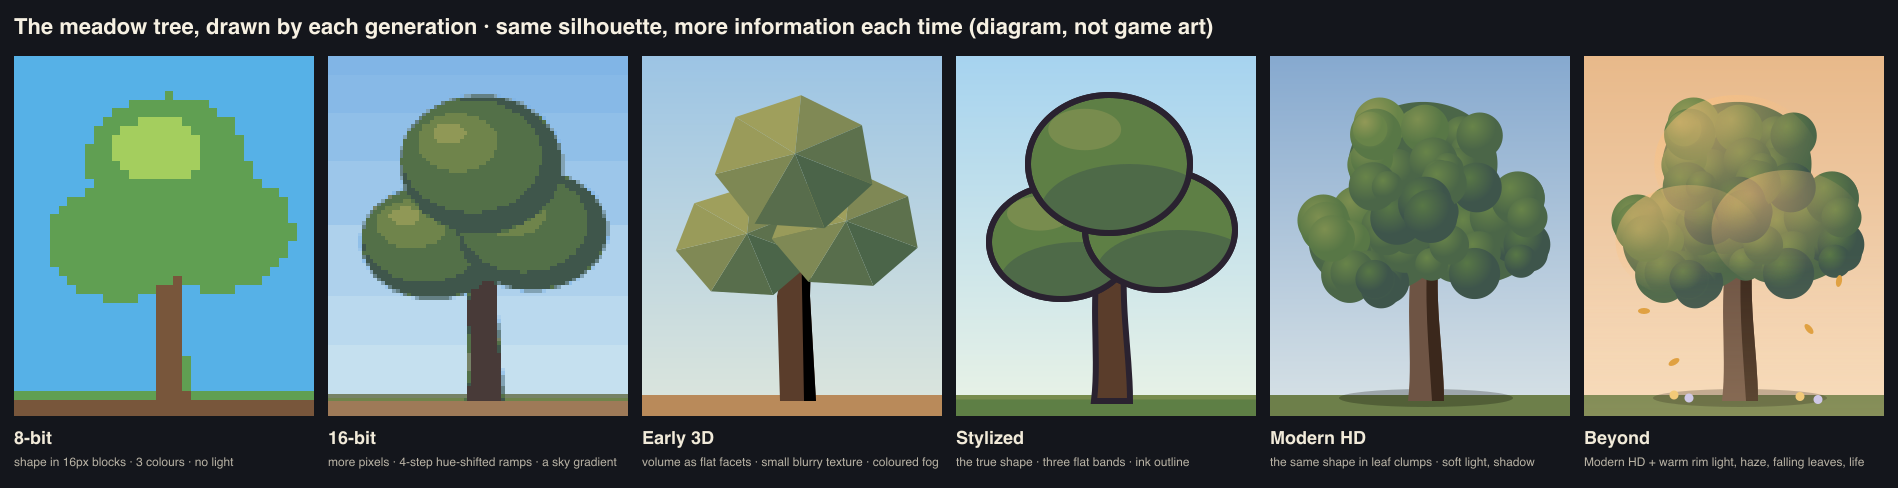 The meadow tree, drawn by each generation · same silhouette, more information each time (diagram, not game art)
8-bit
shape in 16px blocks · 3 colours · no light
16-bit
more pixels · 4-step hue-shifted ramps · a sky gradient
Early 3D
volume as flat facets · small blurry texture · coloured fog
Stylized
the true shape · three flat bands · ink outline
Modern HD
the same shape in leaf clumps · soft light, shadow
Beyond
Modern HD + warm rim light, haze, falling leaves, life